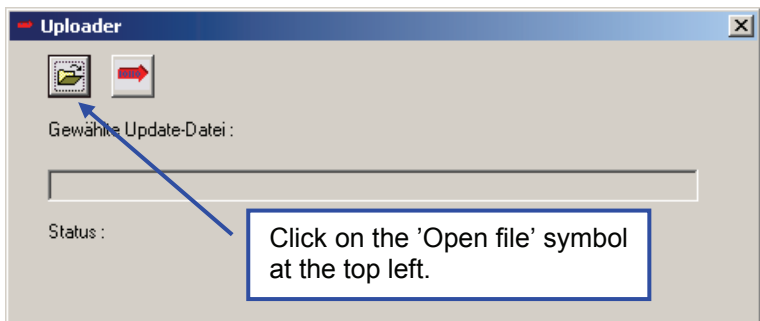 Uploader
Gewählte Update-Datei :
Status :
Click on the ’Open file’ symbol
at the top left.